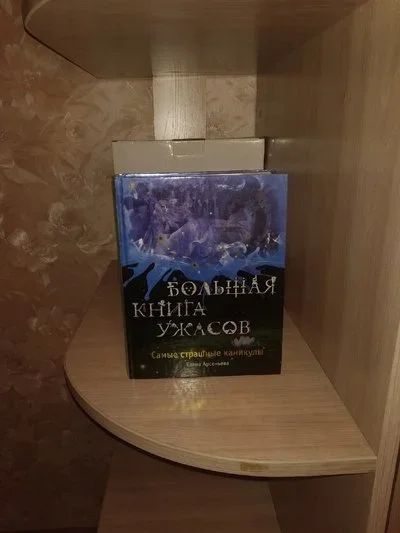 БОЛЬШАЯ
КНИГА
УЖАСОВ
Самые страшные каникулы
Елена Арсеньева